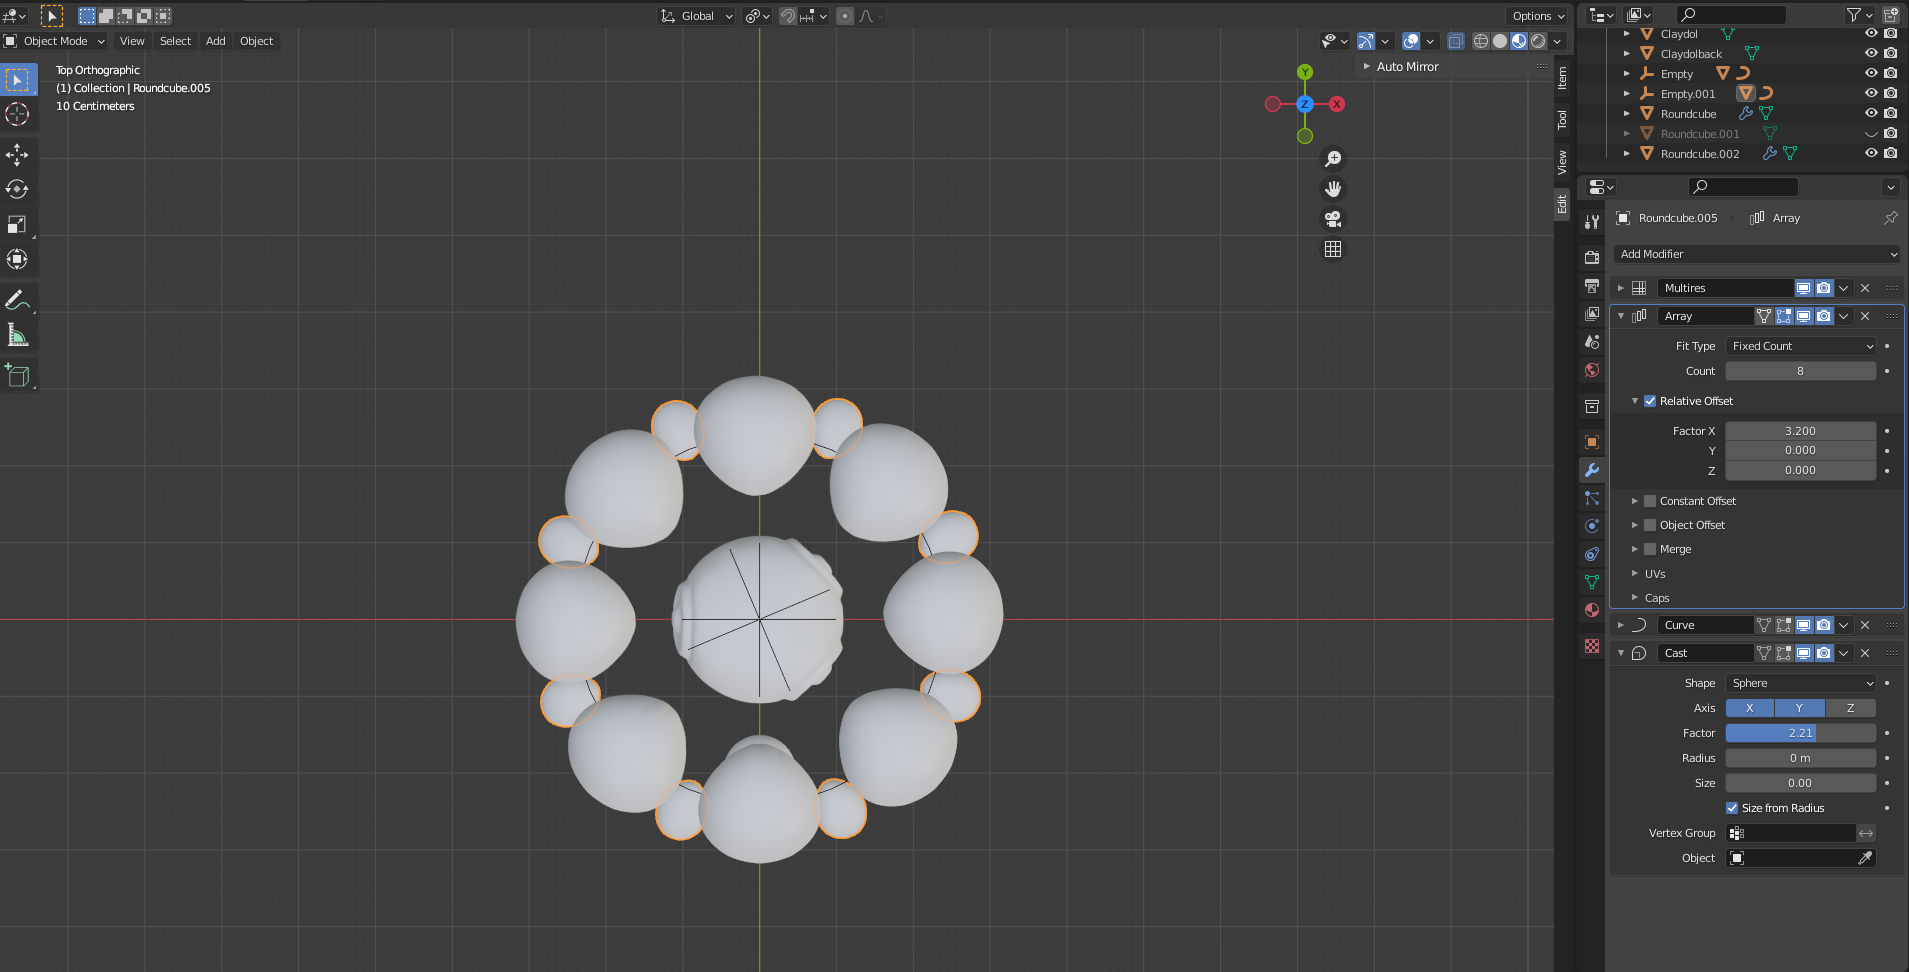 Global
Options
Object Mode
View
Select
Add
Object
Top Orthographic
(1) Collection | Roundcube.005
10 Centimeters
Auto Mirror
Y
X
Z
Item
Tool
View
Edit
Claydol
Claydolback
Empty
Empty.001
Roundcube
Roundcube.001
Roundcube.002
Roundcube.005
Array
Add Modifier
Multires
Array
Fit Type Fixed Count
Count 8
Relative Offset
Factor X 3.200
Y 0.000
Z 0.000
Constant Offset
Object Offset
Merge
UVs
Caps
Curve
Cast
Shape Sphere
Axis X Y Z
Factor 2.21
Radius 0 m
Size 0.00
Size from Radius
Vertex Group
Object